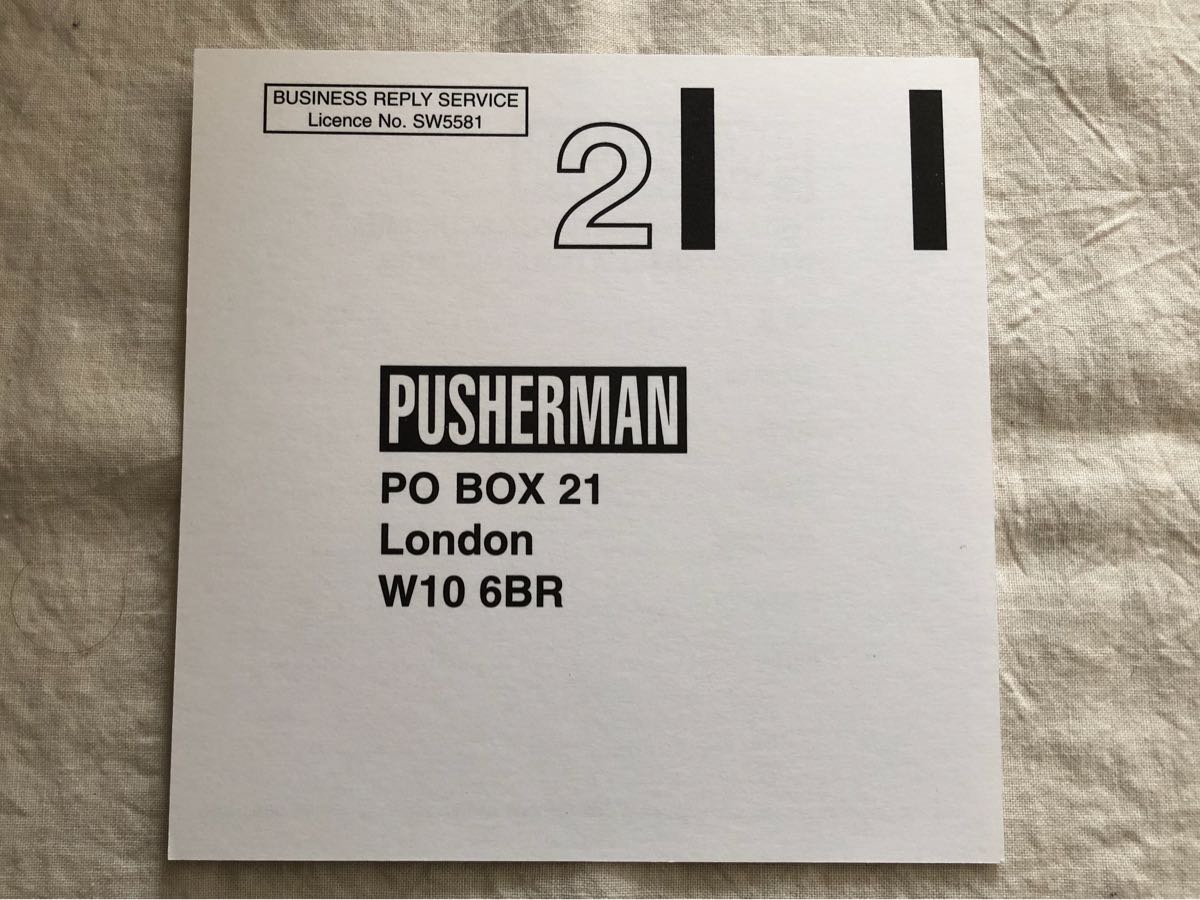 BUSINESS REPLY SERVICE
Licence No. SW5581
2
PUSHERMAN
PO BOX 21
London
W10 6BR